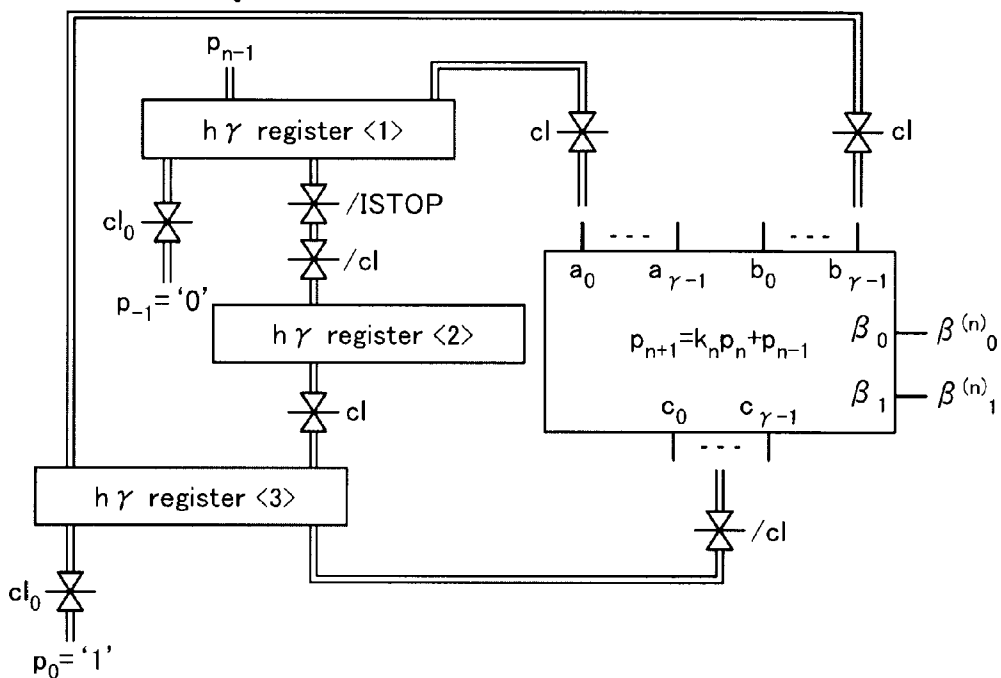 p_{n-1}
hγ register <1>
cl
cl
/ISTOP
cl_0
/cl
p_{-1}= ‘0’
a_0 --- a_{γ-1} b_0 --- b_{γ-1}
hγ register <2>
p_{n+1}=k_n p_n+p_{n-1}
β_0 β^{(n)}_0
β_1 β^{(n)}_1
cl
c_0 --- c_{γ-1}
hγ register <3>
/cl
cl_0
p_0= ‘1’